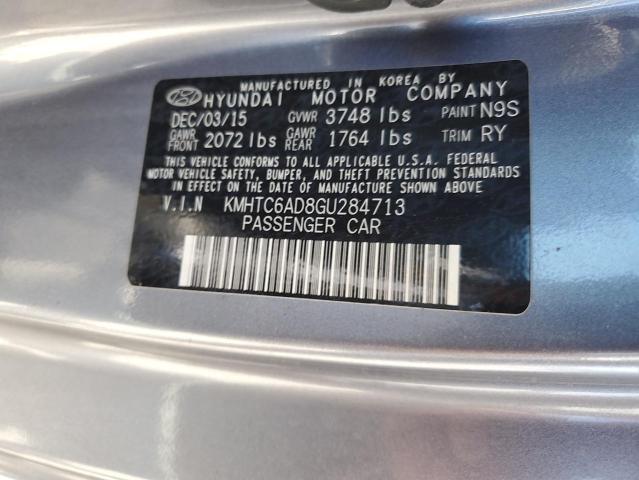 MANUFACTURED IN KOREA BY
HYUNDAI MOTOR COMPANY
DEC/03/15 GVWR 3748 lbs PAINT N9S
GAWR FRONT 2072 lbs GAWR REAR 1764 lbs TRIM RY
THIS VEHICLE CONFORMS TO ALL APPLICABLE U.S.A. FEDERAL
MOTOR VEHICLE SAFETY, BUMPER, AND THEFT PREVENTION STANDARDS
IN EFFECT ON THE DATE OF MANUFACTURE SHOWN ABOVE
V.I.N KMHTC6AD8GU284713
PASSENGER CAR